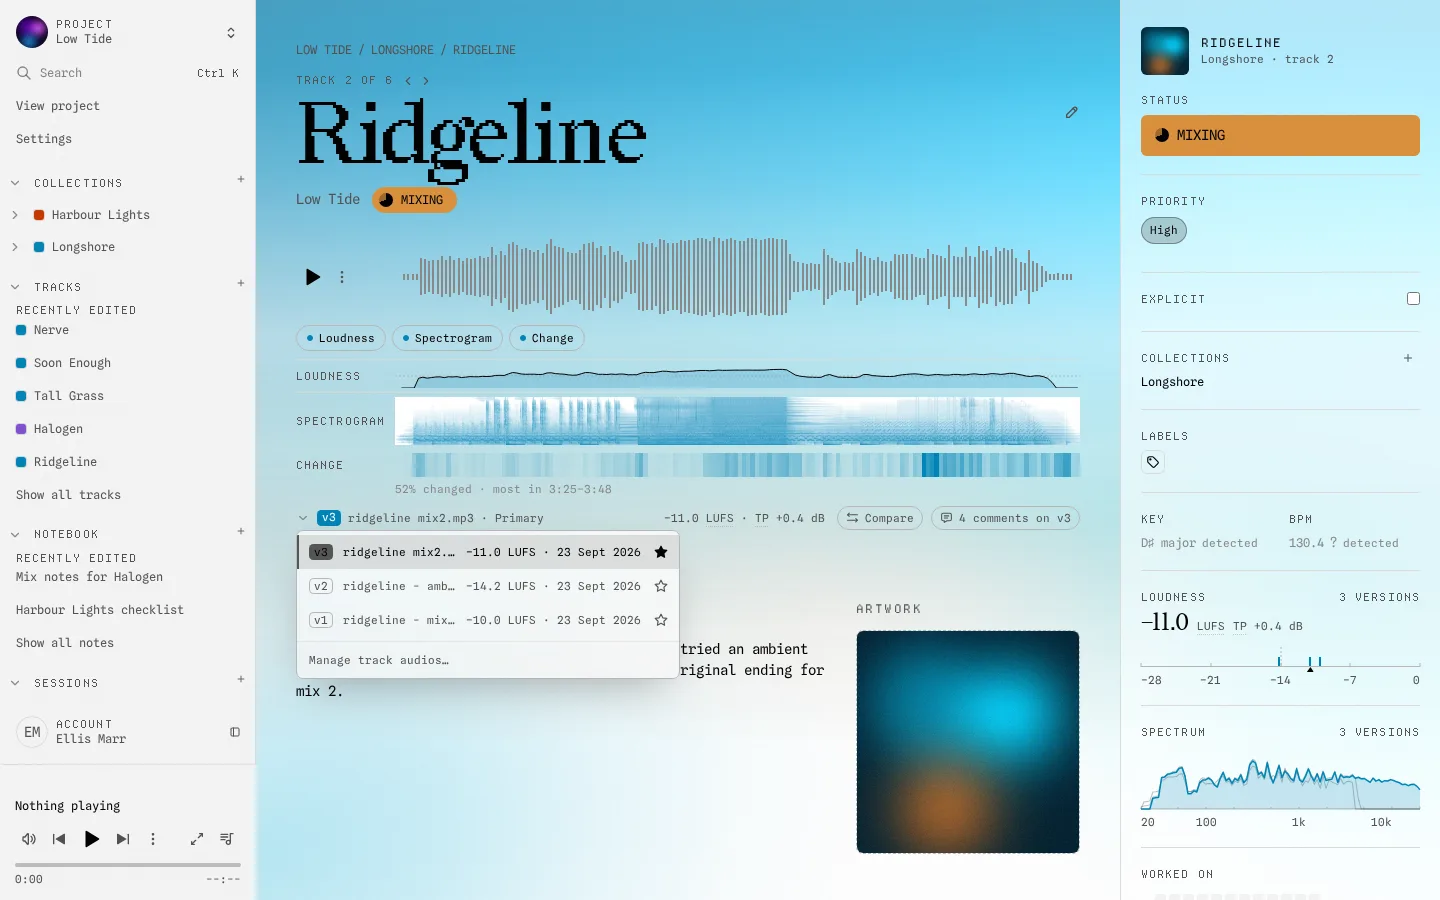 PROJECT
Low Tide
Search Ctrl K
View project
Settings
COLLECTIONS +
Harbour Lights
Longshore
TRACKS +
RECENTLY EDITED
Nerve
Soon Enough
Tall Grass
Halogen
Ridgeline
Show all tracks
NOTEBOOK +
RECENTLY EDITED
Mix notes for Halogen
Harbour Lights checklist
Show all notes
SESSIONS +
EM
ACCOUNT
Ellis Marr
Nothing playing
0:00 --:--
LOW TIDE / LONGSHORE / RIDGELINE
TRACK 2 OF 6
Ridgeline
Low Tide MIXING
Loudness Spectrogram Change
LOUDNESS
SPECTROGRAM
CHANGE
52% changed · most in 3:25–3:48
v3 ridgeline mix2.mp3 · Primary −11.0 LUFS · TP +0.4 dB Compare 4 comments on v3
v3 ridgeline mix2.… −11.0 LUFS · 23 Sept 2026
v2 ridgeline - amb… −14.2 LUFS · 23 Sept 2026
v1 ridgeline - mix… −10.0 LUFS · 23 Sept 2026
Manage track audios…
tried an ambient
riginal ending for
mix 2.
ARTWORK
RIDGELINE
Longshore · track 2
STATUS
MIXING
PRIORITY
High
EXPLICIT
COLLECTIONS +
Longshore
LABELS
KEY BPM
D♯ major detected 130.4 ? detected
LOUDNESS 3 VERSIONS
−11.0 LUFS TP +0.4 dB
−28 −21 −14 −7 0
SPECTRUM 3 VERSIONS
20 100 1k 10k
WORKED ON